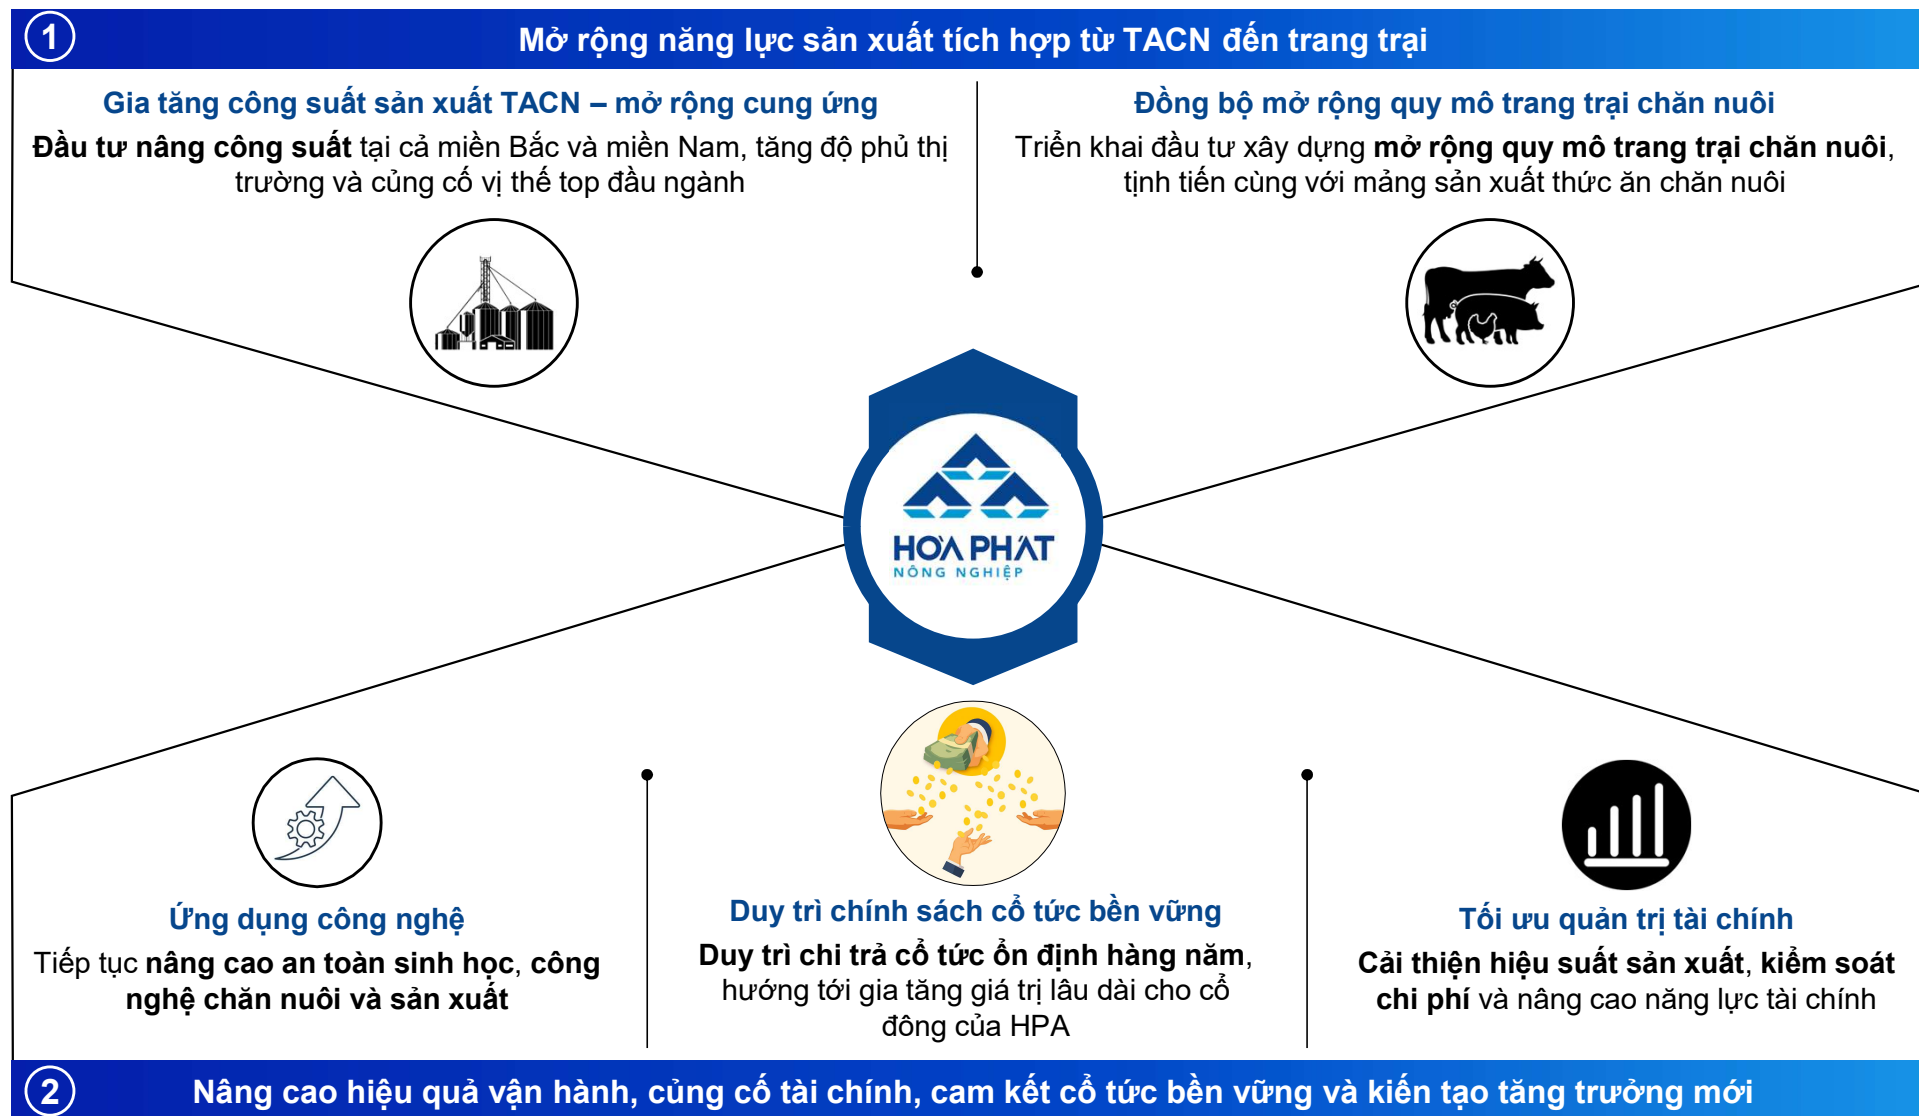 1
Mở rộng năng lực sản xuất tích hợp từ TACN đến trang trại
Gia tăng công suất sản xuất TACN – mở rộng cung ứng
Đầu tư nâng công suất tại cả miền Bắc và miền Nam, tăng độ phủ thị
trường và củng cố vị thế top đầu ngành
Đồng bộ mở rộng quy mô trang trại chăn nuôi
Triển khai đầu tư xây dựng mở rộng quy mô trang trại chăn nuôi,
tịnh tiến cùng với mảng sản xuất thức ăn chăn nuôi
HÒA PHÁT
NÔNG NGHIỆP
Ứng dụng công nghệ
Tiếp tục nâng cao an toàn sinh học, công
nghệ chăn nuôi và sản xuất
Duy trì chính sách cổ tức bền vững
Duy trì chi trả cổ tức ổn định hàng năm,
hướng tới gia tăng giá trị lâu dài cho cổ
đông của HPA
Tối ưu quản trị tài chính
Cải thiện hiệu suất sản xuất, kiểm soát
chi phí và nâng cao năng lực tài chính
2
Nâng cao hiệu quả vận hành, củng cố tài chính, cam kết cổ tức bền vững và kiến tạo tăng trưởng mới